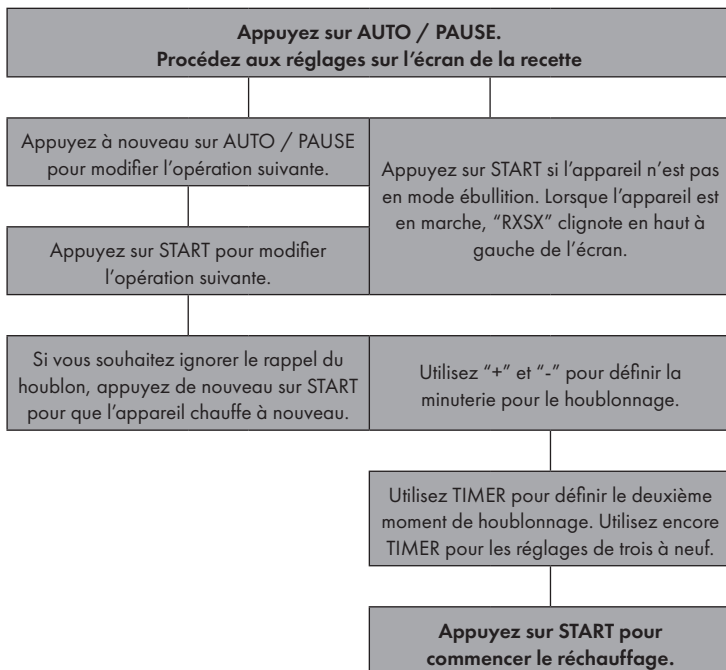 Appuyez sur AUTO / PAUSE.
Procédez aux réglages sur l’écran de la recette
Appuyez à nouveau sur AUTO / PAUSE
pour modifier l’opération suivante.
Appuyez sur START si l’appareil n’est pas
en mode ébullition. Lorsque l’appareil est
en marche, “RXSX” clignote en haut à
gauche de l’écran.
Appuyez sur START pour modifier
l’opération suivante.
Si vous souhaitez ignorer le rappel du
houblon, appuyez de nouveau sur START
pour que l’appareil chauffe à nouveau.
Utilisez “+” et “-” pour définir la
minuterie pour le houblonnage.
Utilisez TIMER pour définir le deuxième
moment de houblonnage. Utilisez encore
TIMER pour les réglages de trois à neuf.
Appuyez sur START pour
commencer le réchauffage.